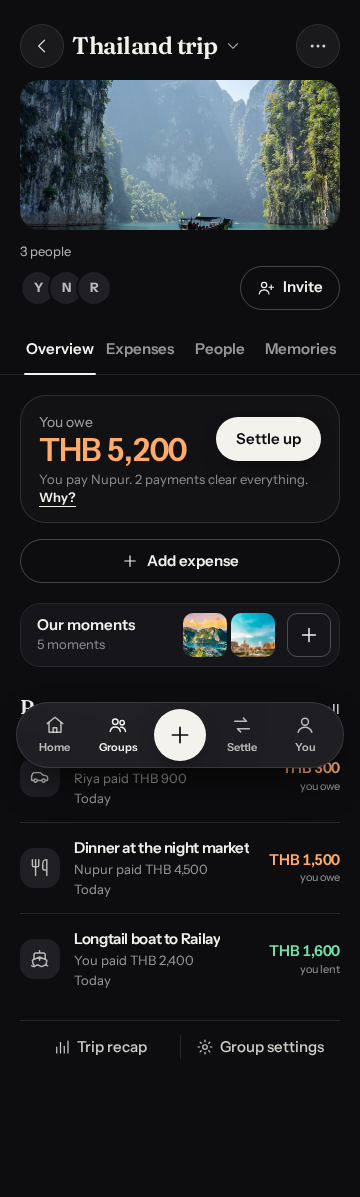 Thailand trip
3 people
Y N R
Invite
Overview Expenses People Memories
You owe
THB 5,200
Settle up
You pay Nupur. 2 payments clear everything.
Why?
Add expense
Our moments
5 moments
Home Groups Settle You
THB 300
Riya paid THB 900
you owe
Today
Dinner at the night market
THB 1,500
Nupur paid THB 4,500
you owe
Today
Longtail boat to Railay
THB 1,600
You paid THB 2,400
you lent
Today
Trip recap
Group settings